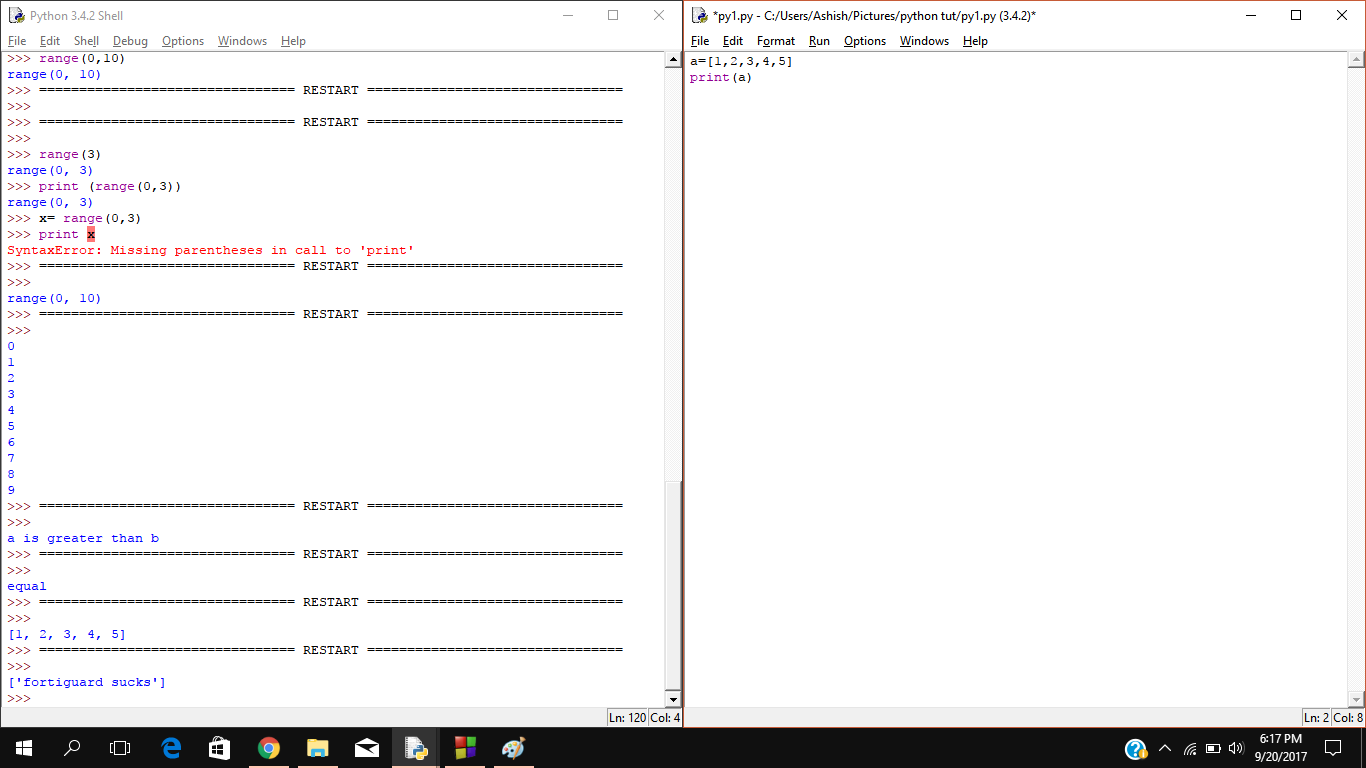 Python 3.4.2 Shell
File Edit Shell Debug Options Windows Help
>>> range(0,10)
range(0, 10)
>>> ================================ RESTART ================================
>>>
>>> ================================ RESTART ================================
>>>
>>> range(3)
range(0, 3)
>>> print (range(0,3))
range(0, 3)
>>> x= range(0,3)
>>> print x
SyntaxError: Missing parentheses in call to 'print'
>>> ================================ RESTART ================================
>>>
range(0, 10)
>>> ================================ RESTART ================================
>>>
0
1
2
3
4
5
6
7
8
9
>>> ================================ RESTART ================================
>>>
a is greater than b
>>> ================================ RESTART ================================
>>>
equal
>>> ================================ RESTART ================================
>>>
[1, 2, 3, 4, 5]
>>> ================================ RESTART ================================
>>>
['fortiguard sucks']
>>>
Ln: 120 Col: 4
*py1.py - C:/Users/Ashish/Pictures/python tut/py1.py (3.4.2)*
File Edit Format Run Options Windows Help
a=[1,2,3,4,5]
print(a)
Ln: 2 Col: 8
6:17 PM
9/20/2017